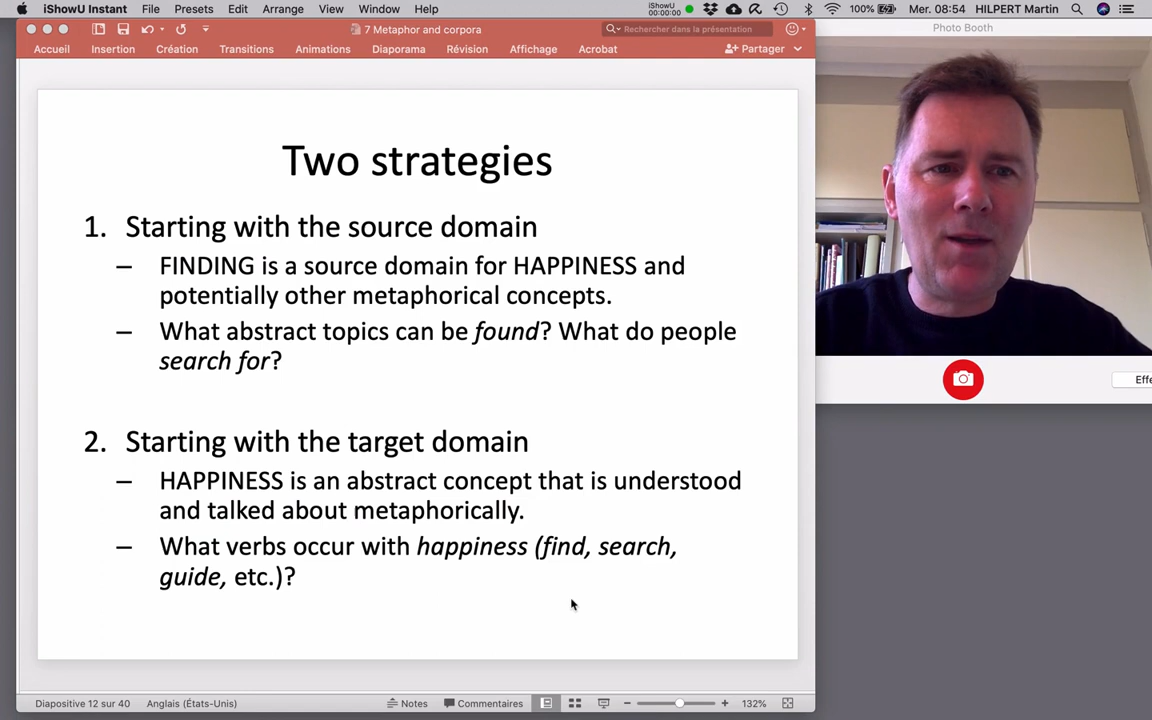 iShowU Instant File Presets Edit Arrange View Window Help iShowU 00:00:00 100% Mer. 08:54 HILPERT Martin
Photo Booth
7 Metaphor and corpora
Rechercher dans la présentation
Accueil Insertion Création Transitions Animations Diaporama Révision Affichage Acrobat Partager
Two strategies
1. Starting with the source domain
– FINDING is a source domain for HAPPINESS and
potentially other metaphorical concepts.
– What abstract topics can be found? What do people
search for?
2. Starting with the target domain
– HAPPINESS is an abstract concept that is understood
and talked about metaphorically.
– What verbs occur with happiness (find, search,
guide, etc.)?
Effe
Diapositive 12 sur 40 Anglais (États-Unis) Notes Commentaires 132%